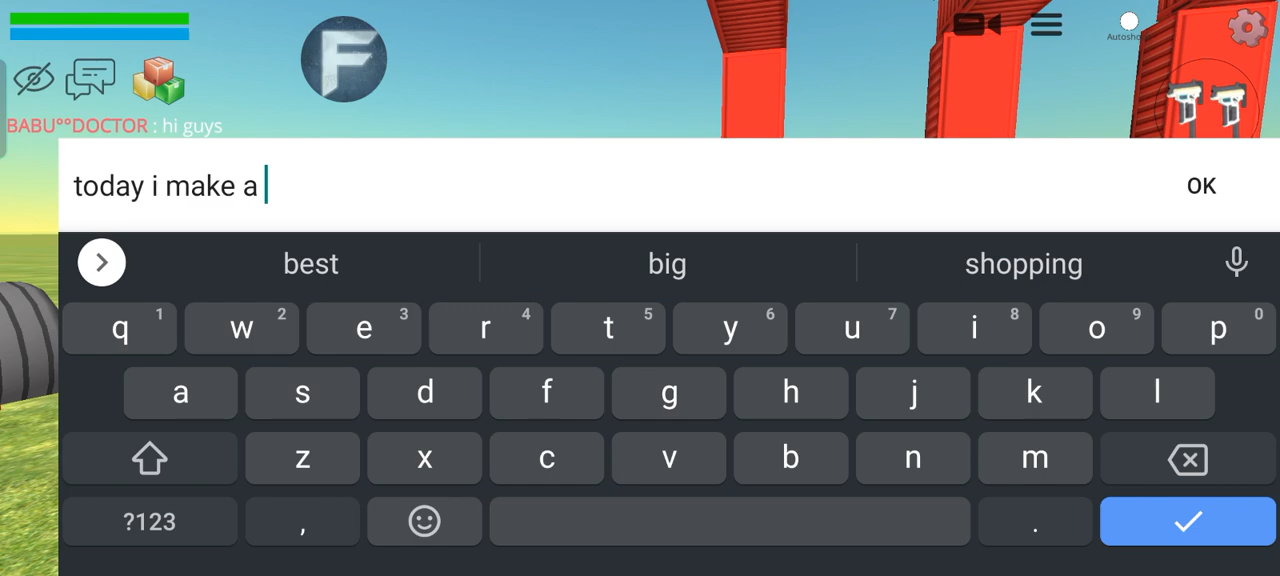 Autosho
BABU°°DOCTOR : hi guys
today i make a
OK
best big shopping
q 1 w 2 e 3 r 4 t 5 y 6 u 7 i 8 o 9 p 0
a s d f g h j k l
z x c v b n m
?123 , .
F